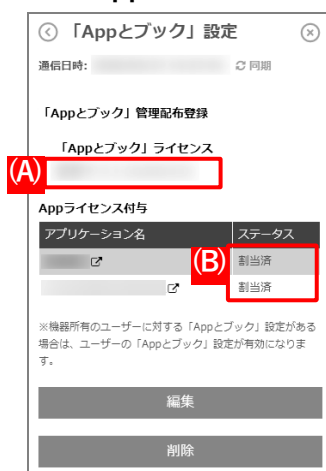 「Appとブック」設定
通信日時: 同期
「Appとブック」管理配布登録
「Appとブック」ライセンス
(A)
Appライセンス付与
アプリケーション名 ステータス
(B) 割当済
割当済
※機器所有のユーザーに対する「Appとブック」設定がある
場合は、ユーザーの「Appとブック」設定が有効になりま
す。
編集
削除